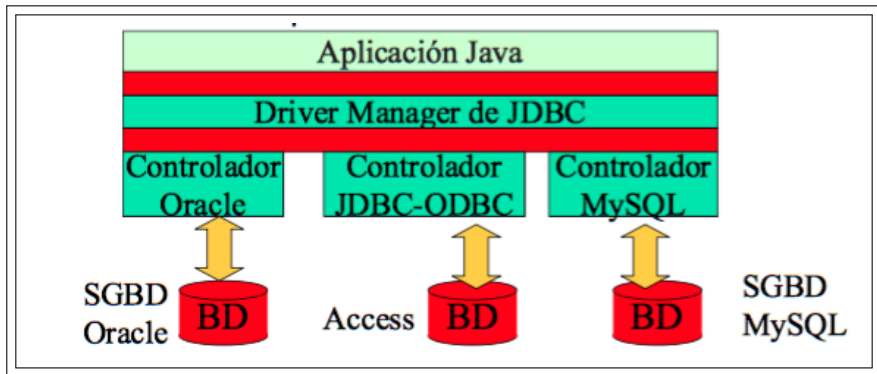 Aplicación Java
Driver Manager de JDBC
Controlador
Oracle
Controlador
JDBC-ODBC
Controlador
MySQL
SGBD
Oracle
BD
Access
BD
BD
SGBD
MySQL